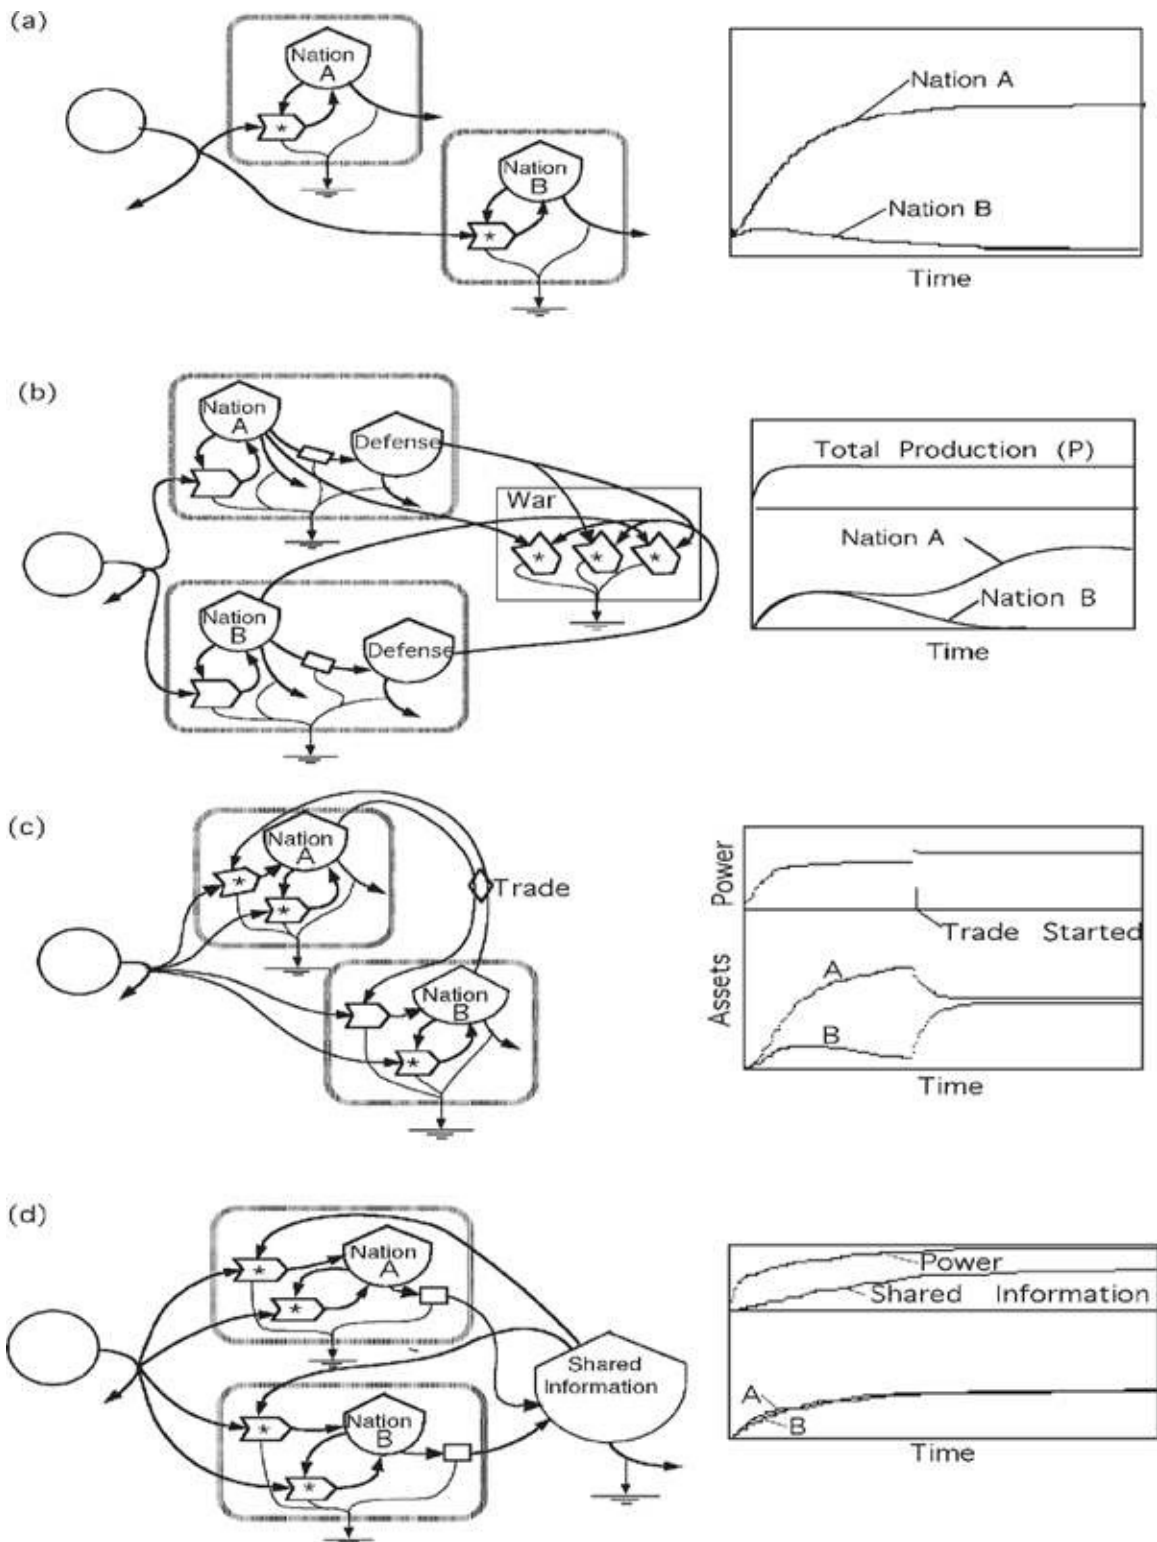 (a)
Nation
A
*
Nation
B
*
Nation A
Nation B
Time
(b)
Nation
A
Defense
War
* * *
Nation
B
Defense
Total Production (P)
Nation A
Nation B
Time
(c)
Nation
A
*
*
Trade
Nation
B
*
Power
Trade Started
Assets
A
B
Time
(d)
Nation
A
*
*
Shared
Information
Nation
B
*
*
Power
Shared Information
A
B
Time